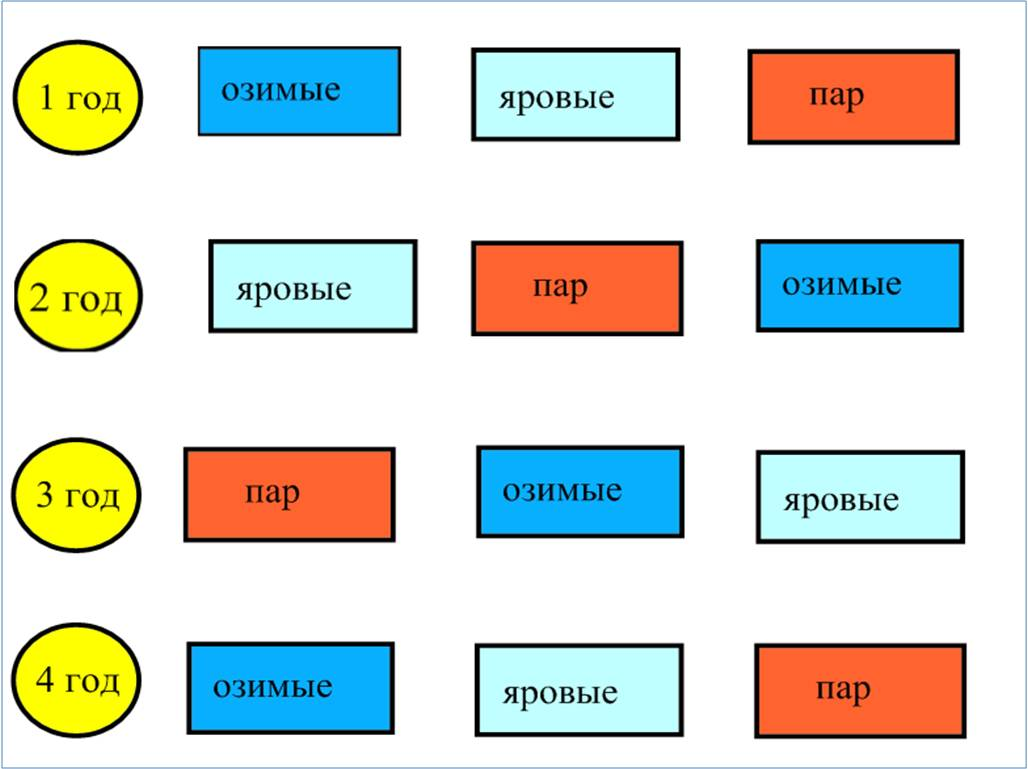 1 год озимые яровые пар
2 год яровые пар озимые
3 год пар озимые яровые
4 год озимые яровые пар